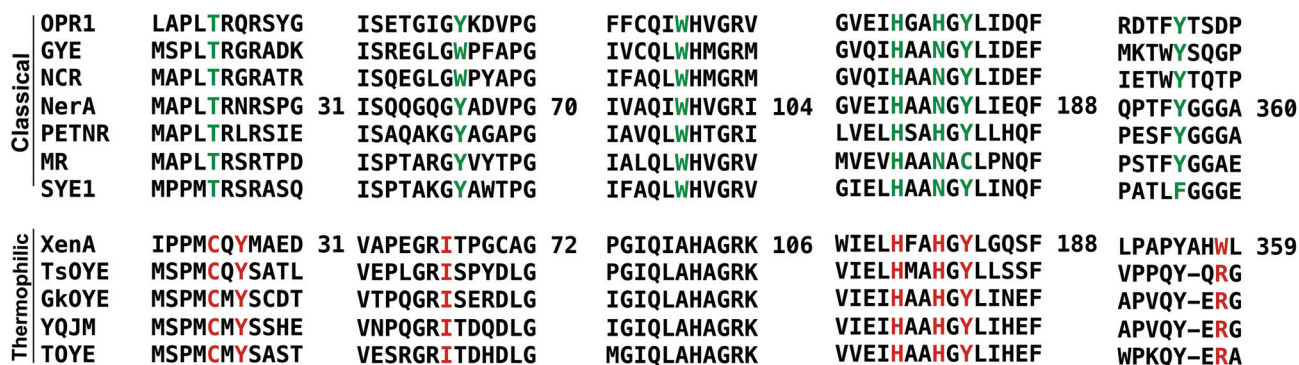 Classical
OPR1 LAPLTRQRSYG ISETGIGYKDVPG FFCQIWHVGRV GVEIHGAHGYLIDQF RDTFYTSDP
GYE MSPLTRGRADK ISREGLGWPFAPG IVCQLWHMGRM GVQIHAANGYLIDEF MKTWYSQGP
NCR MAPLTRGRATR ISQEGLGWPYAPG IFAQLWHMGRM GVQIHAANGYLIDEF IETWYTQTP
NerA MAPLTRNRSPG 31 ISQQGQGYADVPG 70 IVAQIWHVGRI 104 GVEIHAANGYLIEQF 188 QPTFYGGGA 360
PETNR MAPLTRLRSIE ISAQAKGYAGAPG IAVQLWHTGRI LVELHSAHGYLLHQF PESFYGGGA
MR MAPLTRSRTPD ISPTARGYVYTPG IALQLWHVGRV MVEVHAANACLPNQF PSTFYGGAE
SYE1 MPPMTRSRASQ ISPTAKGYAWTPG IFAQLWHVGRV GIELHAANGYLINQF PATLFGGGE
Thermophilic
XenA IPPMCQYMAED 31 VAPEGRITPGCAG 72 PGIQIAHAGRK 106 WIELHFAHGYLGQSF 188 LPAPYAHWL 359
TsOYE MSPMCQYSATL VEPLGRISPYDLG PGIQLAHAGRK VIELHMAHGYLLSSF VPPQY–QRG
GkOYE MSPMCMYSCDT VTPQGRISERDLG IGIQLAHAGRK VIEIHAAHGYLINEF APVQY–ERG
YQJM MSPMCMYSSHE VNPQGRITDQDLG IGIQLAHAGRK VIEIHAAHGYLIHEF APVQY–ERG
TOYE MSPMCMYSAST VESRGRITDHDLG MGIQLAHAGRK VVEIHAAHGYLIHEF WPKQY–ERA